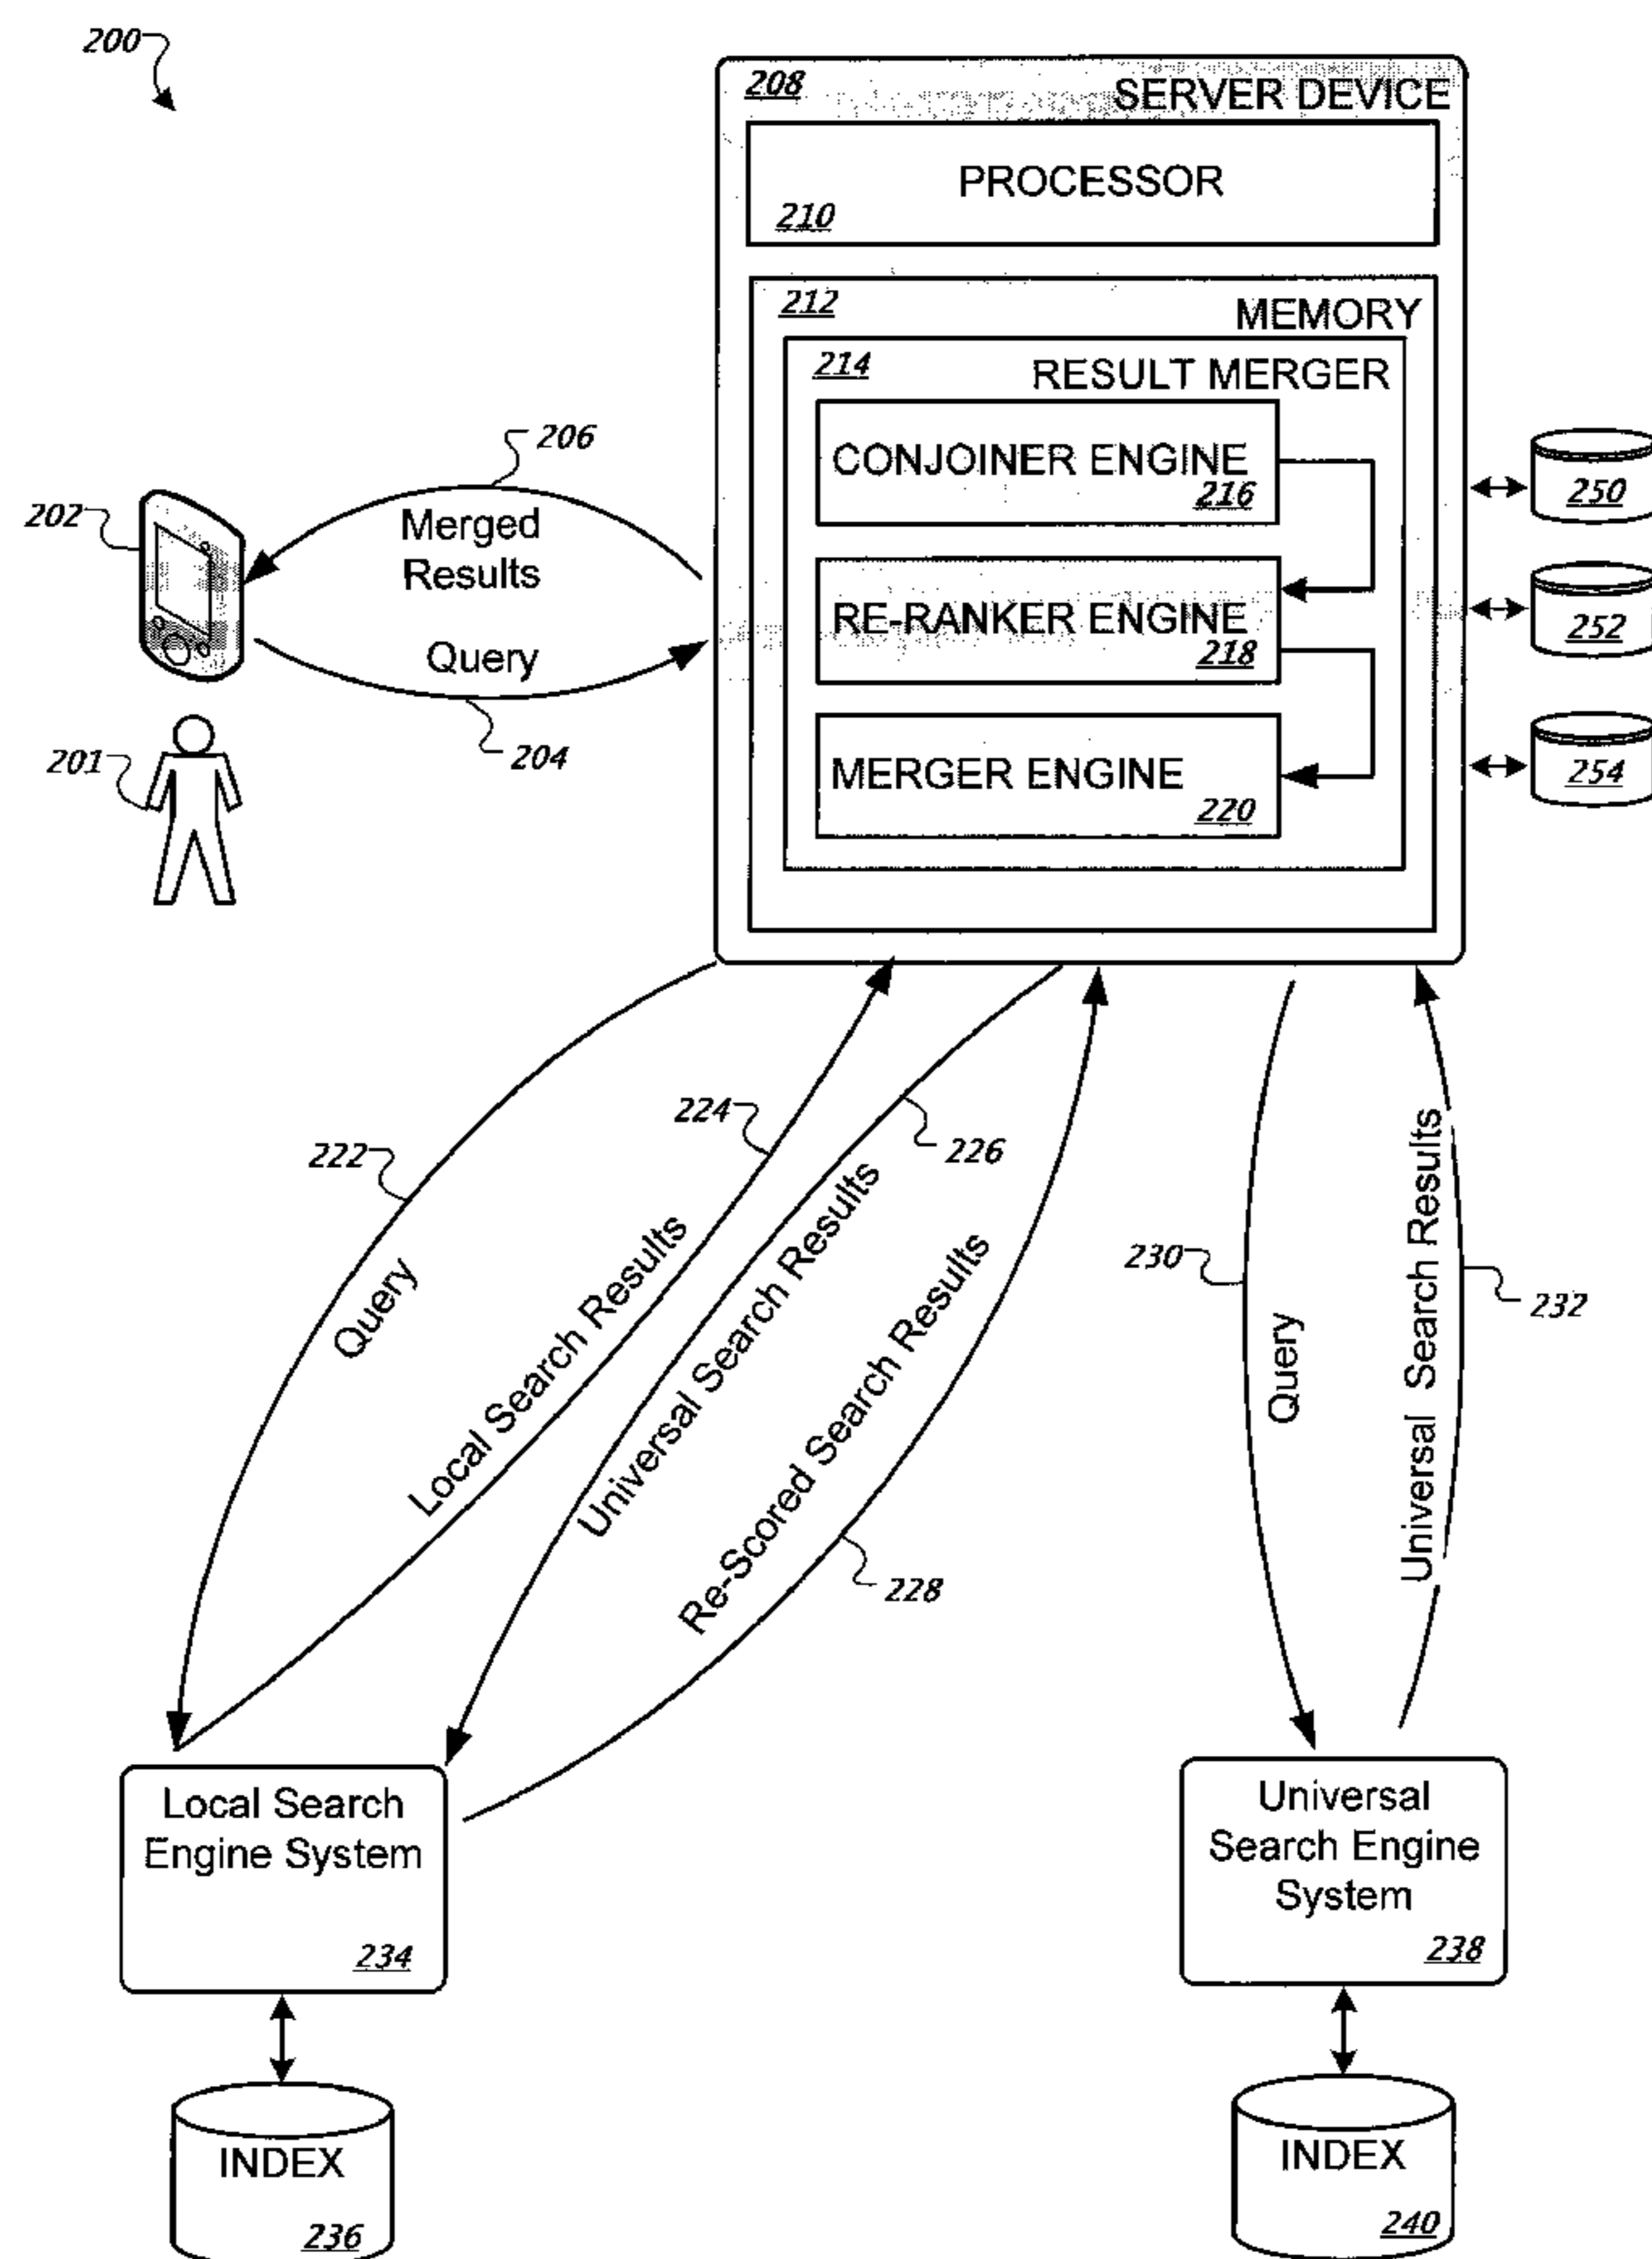 200
208
SERVER DEVICE
PROCESSOR
210
212
MEMORY
214
RESULT MERGER
CONJOINER ENGINE
216
RE-RANKER ENGINE
218
MERGER ENGINE
220
206
202
Merged
Results
Query
204
201
250
252
254
222
224
226
Query
Local Search Results
Universal Search Results
Re-Scored Search Results
228
230
Query
Universal Search Results
232
Local Search
Engine System
234
Universal
Search Engine
System
238
INDEX
236
INDEX
240